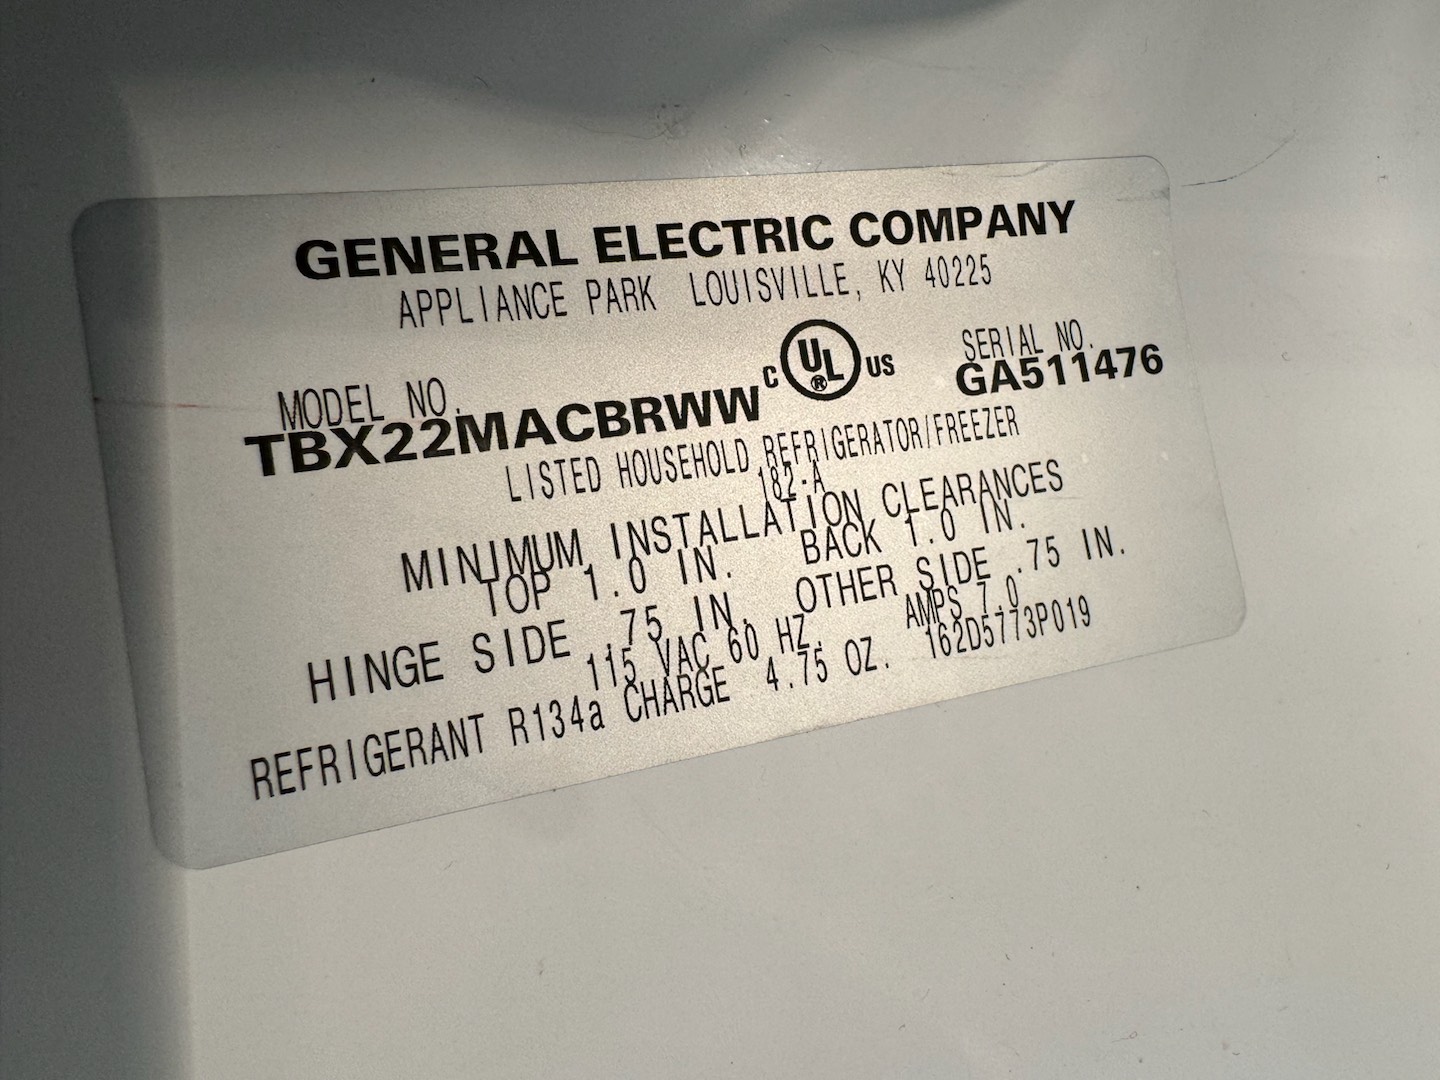 GENERAL ELECTRIC COMPANY
APPLIANCE PARK LOUISVILLE, KY 40225
MODEL NO. C UL ® US SERIAL NO.
TBX22MACBRWW GA511476
LISTED HOUSEHOLD REFRIGERATOR/FREEZER
182-A
MINIMUM INSTALLATION CLEARANCES
TOP 1.0 IN. BACK 1.0 IN.
HINGE SIDE .75 IN. OTHER SIDE .75 IN.
115 VAC 60 HZ. AMPS 7.0
REFRIGERANT R134a CHARGE 4.75 OZ. 162D5773P019